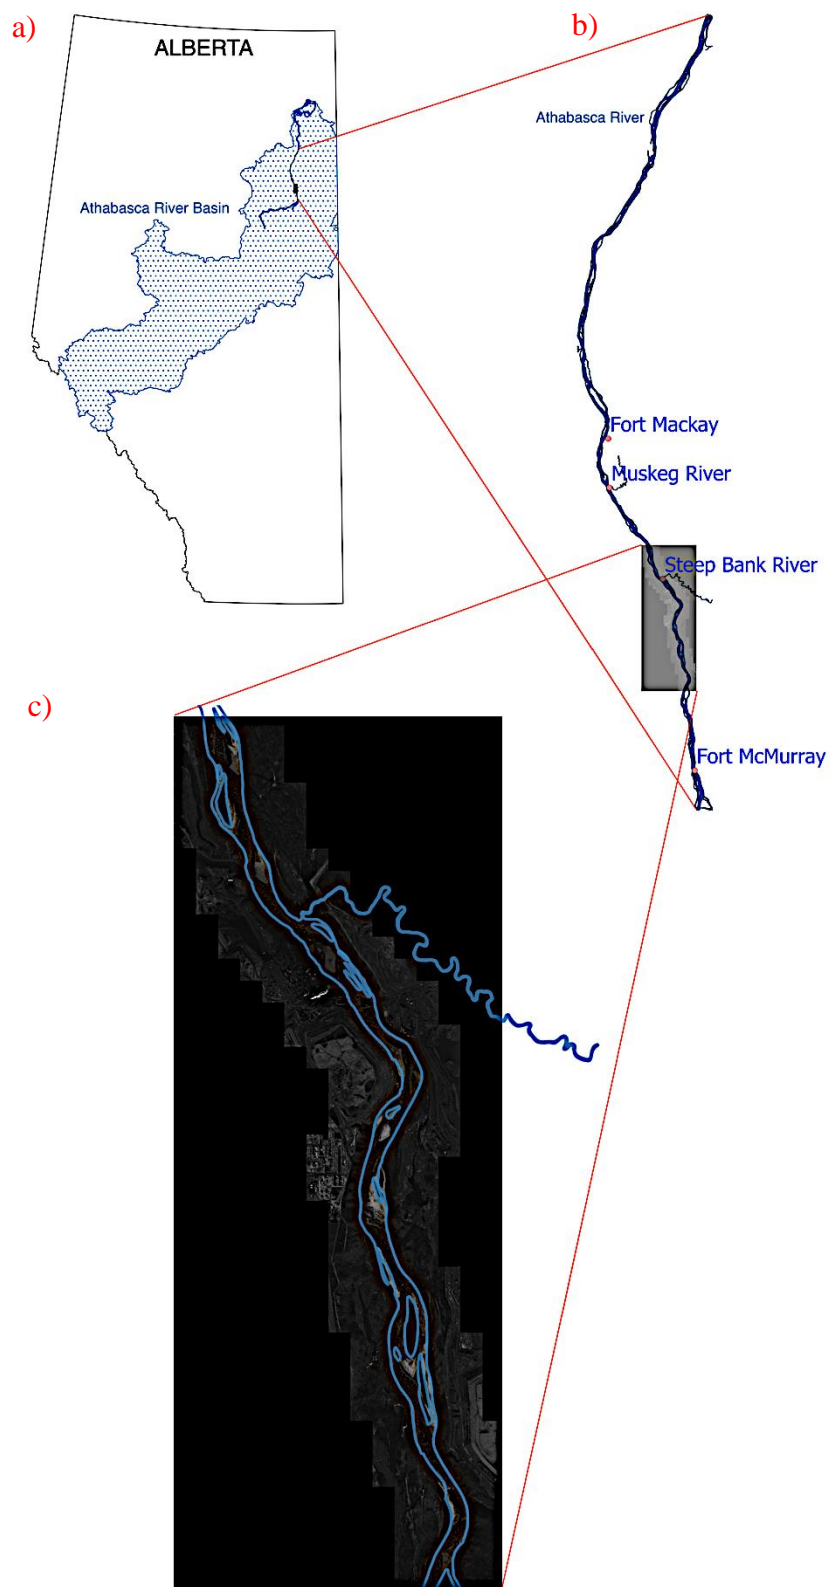 a)
ALBERTA
Athabasca River Basin
b)
Athabasca River
Fort Mackay
Muskeg River
Steep Bank River
Fort McMurray
c)